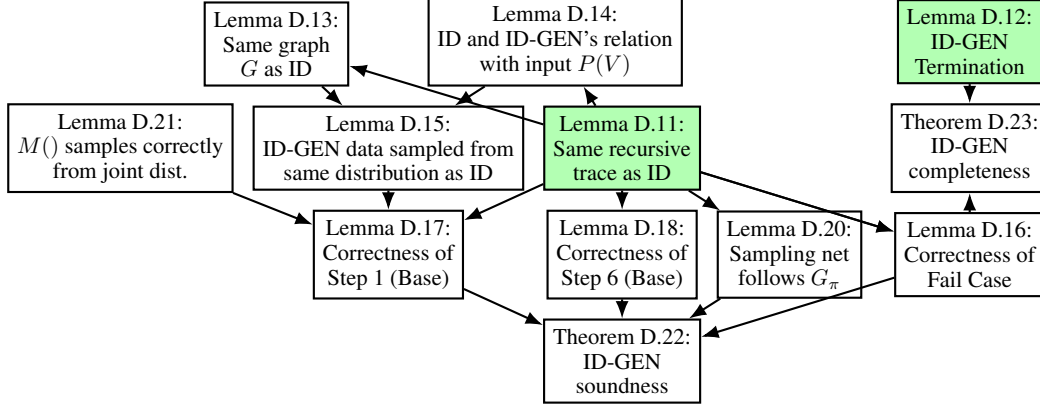 Lemma D.13:
Same graph
G as ID
Lemma D.14:
ID and ID-GEN's relation
with input P(V)
Lemma D.12:
ID-GEN
Termination
Lemma D.21:
M() samples correctly
from joint dist.
Lemma D.15:
ID-GEN data sampled from
same distribution as ID
Lemma D.11:
Same recursive
trace as ID
Theorem D.23:
ID-GEN
completeness
Lemma D.17:
Correctness of
Step 1 (Base)
Lemma D.18:
Correctness of
Step 6 (Base)
Lemma D.20:
Sampling net
follows G_π
Lemma D.16:
Correctness of
Fail Case
Theorem D.22:
ID-GEN
soundness